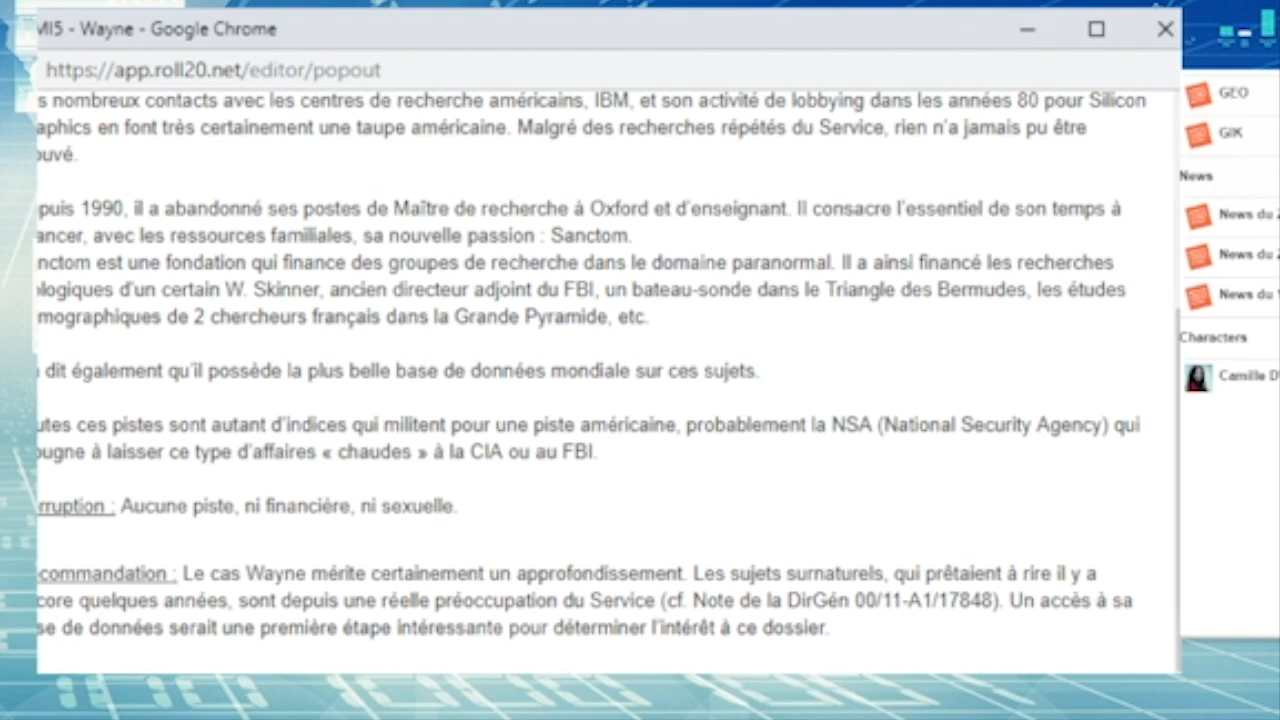 MI5 - Wayne - Google Chrome
https://app.roll20.net/editor/popout
s nombreux contacts avec les centres de recherche américains, IBM, et son activité de lobbying dans les années 80 pour Silicon
aphics en font très certainement une taupe américaine. Malgré des recherches répétés du Service, rien n'a jamais pu être
ouvé.
puis 1990, il a abandonné ses postes de Maître de recherche à Oxford et d'enseignant. Il consacre l'essentiel de son temps à
ancer, avec les ressources familiales, sa nouvelle passion : Sanctom.
nctom est une fondation qui finance des groupes de recherche dans le domaine paranormal. Il a ainsi financé les recherches
logiques d'un certain W. Skinner, ancien directeur adjoint du FBI, un bateau-sonde dans le Triangle des Bermudes, les études
mographiques de 2 chercheurs français dans la Grande Pyramide, etc.
dit également qu'il possède la plus belle base de données mondiale sur ces sujets.
utes ces pistes sont autant d'indices qui militent pour une piste américaine, probablement la NSA (National Security Agency) qui
ougne à laisser ce type d'affaires « chaudes » à la CIA ou au FBI.
rruption : Aucune piste, ni financière, ni sexuelle.
commandation : Le cas Wayne mérite certainement un approfondissement. Les sujets surnaturels, qui prêtaient à rire il y a
core quelques années, sont depuis une réelle préoccupation du Service (cf. Note de la DirGén 00/11-A1/17848). Un accès à sa
se de données serait une première étape intéressante pour déterminer l'intérêt à ce dossier.
GEO
GIK
News
News du
News du
News du
Characters
Camille D